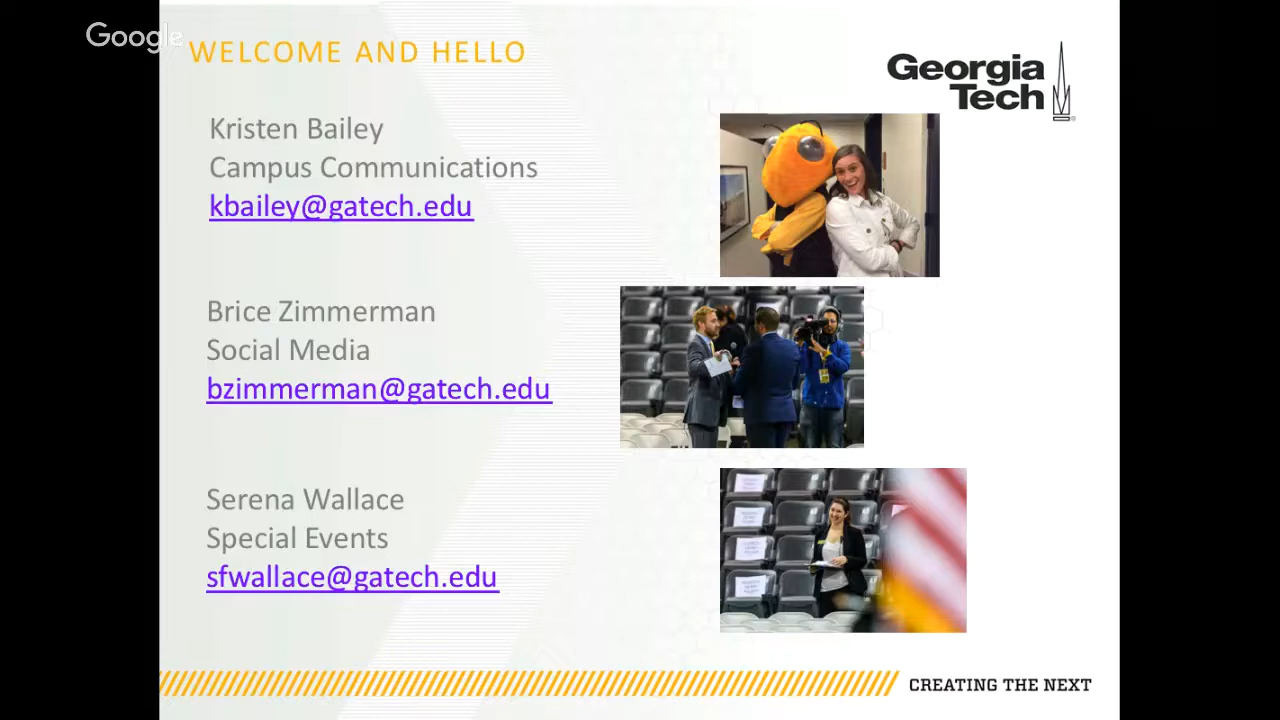 Google
WELCOME AND HELLO
Georgia
Tech
Kristen Bailey
Campus Communications
kbailey@gatech.edu
Brice Zimmerman
Social Media
bzimmerman@gatech.edu
Serena Wallace
Special Events
sfwallace@gatech.edu
CREATING THE NEXT